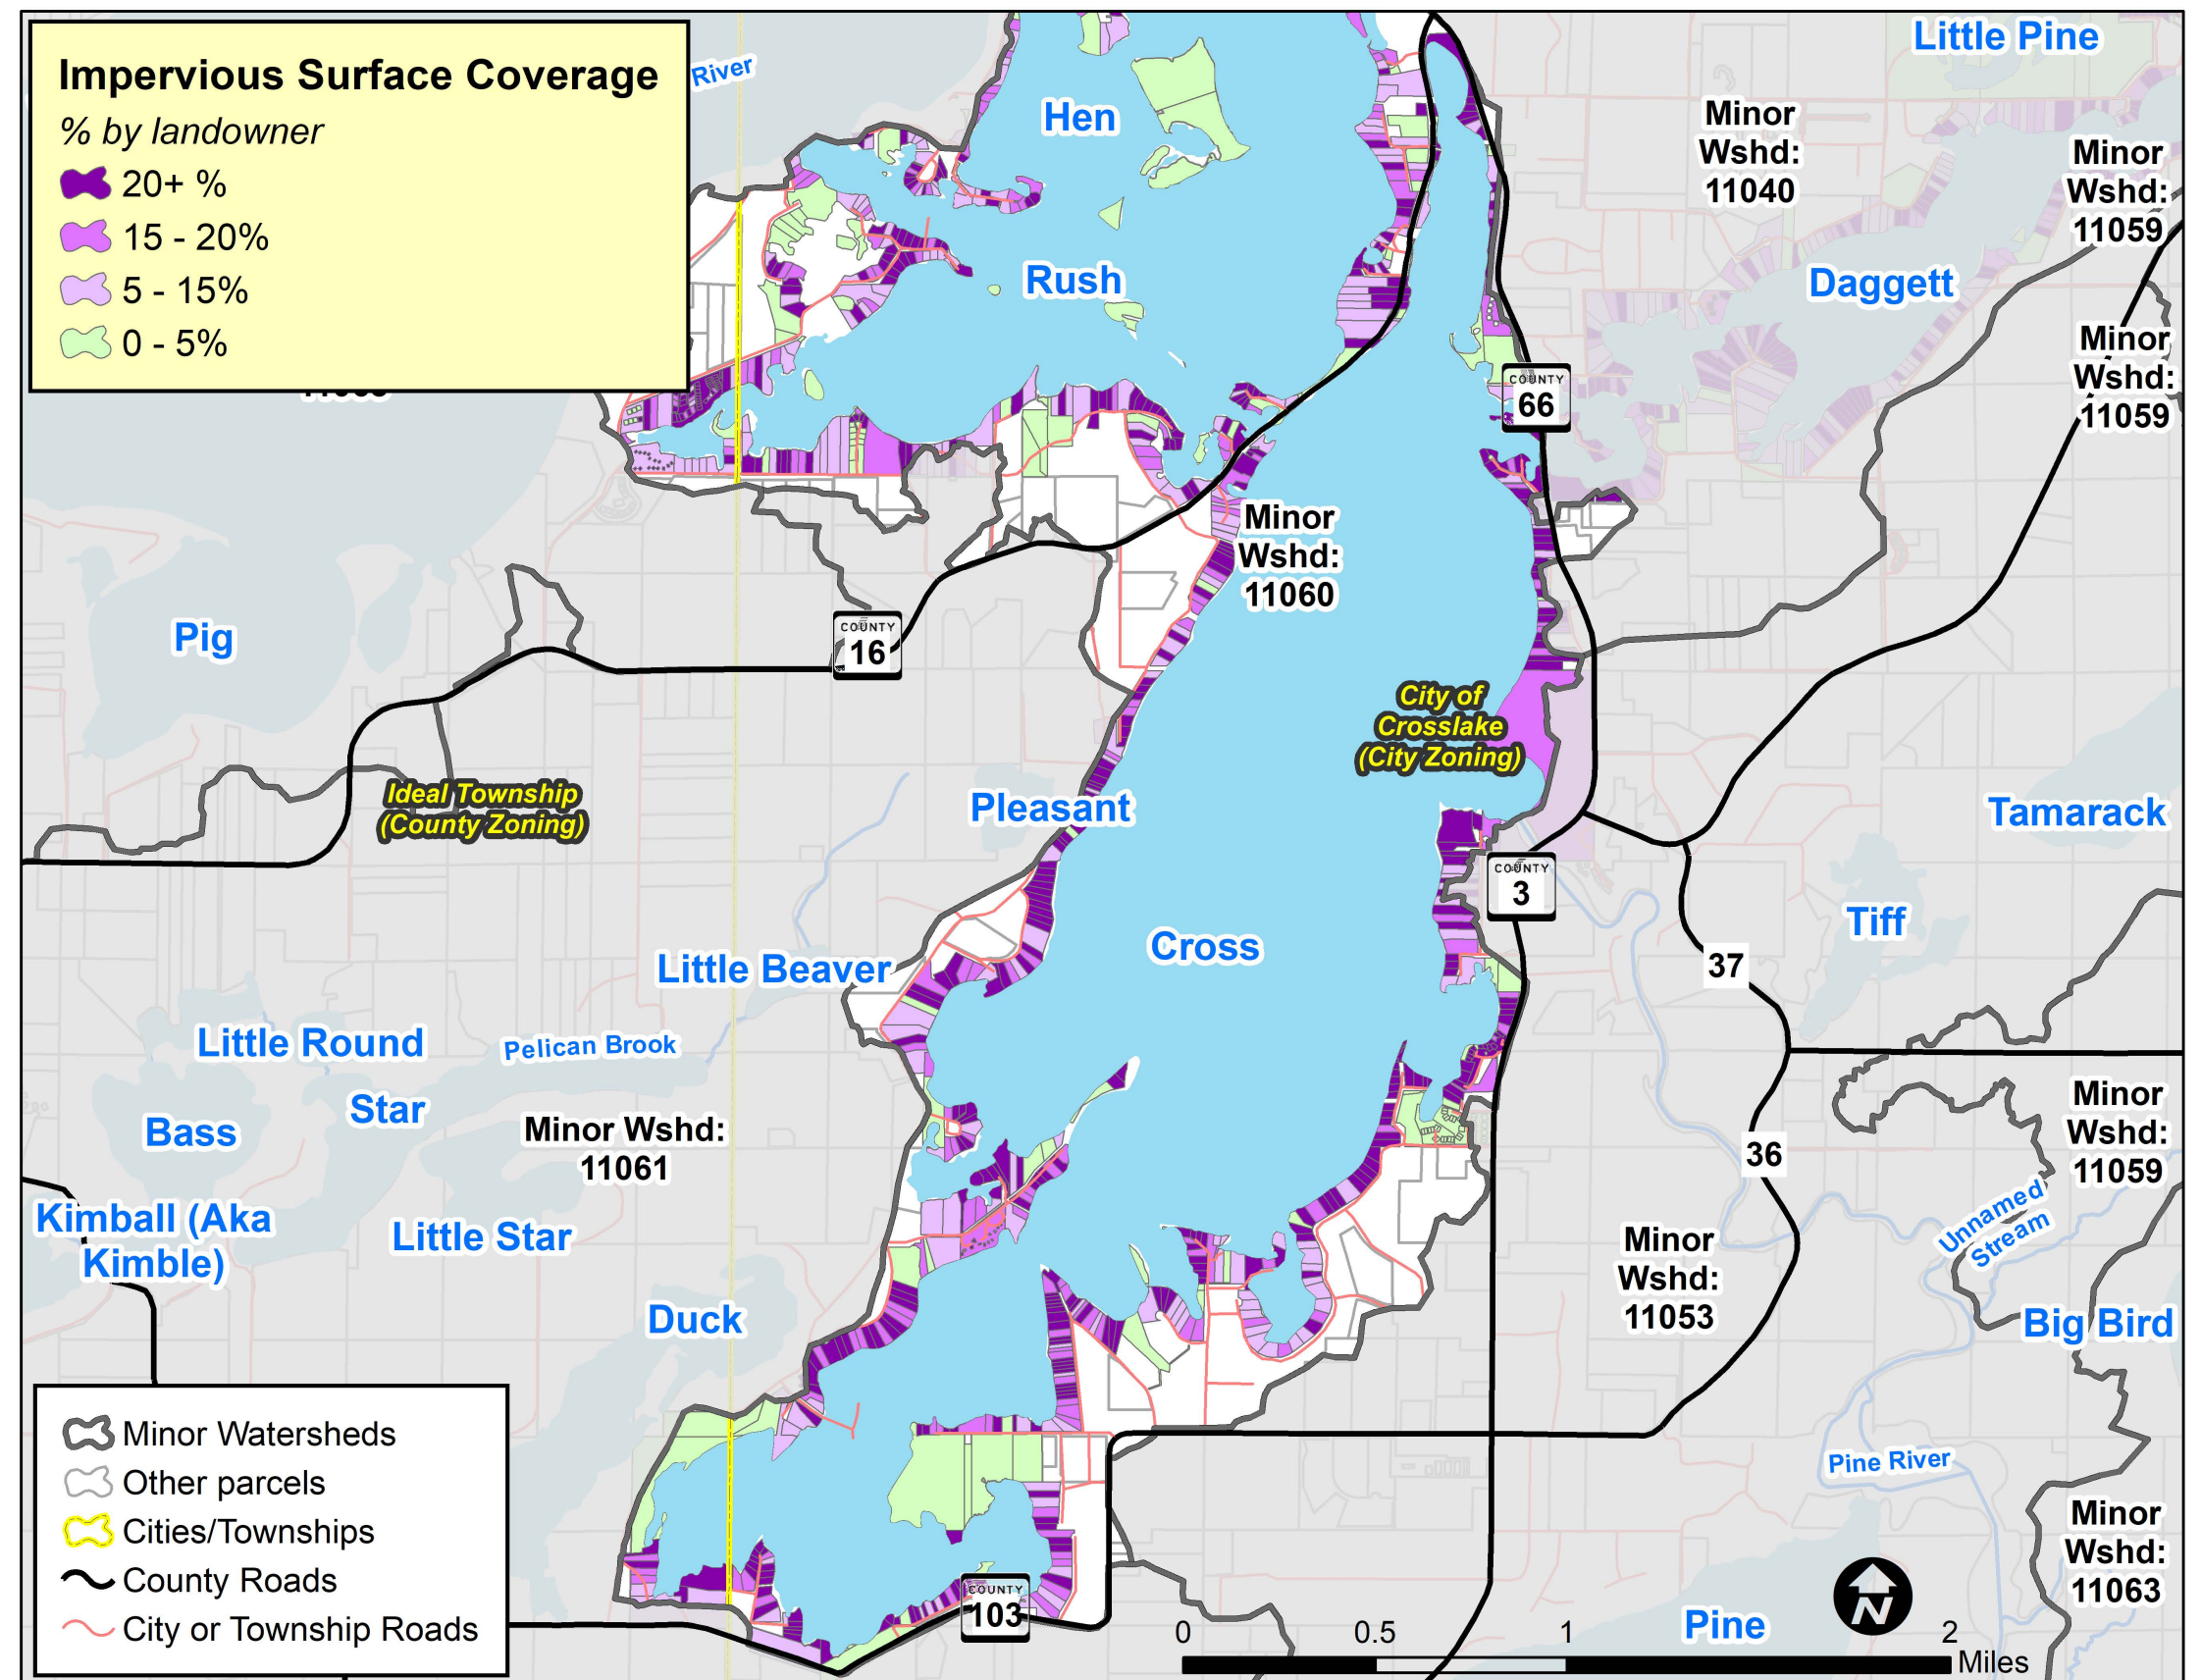 Impervious Surface Coverage
% by landowner
20+ %
15 - 20%
5 - 15%
0 - 5%
River
Hen
Rush
Little Pine
Minor
Wshd:
11040
Minor
Wshd:
11059
Daggett
Minor
Wshd:
11059
COUNTY
66
Minor
Wshd:
11060
COUNTY
16
Pig
City of
Crosslake
(City Zoning)
Ideal Township
(County Zoning)
Pleasant
Tamarack
COUNTY
3
Tiff
Cross
Little Beaver
37
Little Round
Pelican Brook
Star
Bass
Minor Wshd:
11061
Minor
Wshd:
11059
36
Kimball (Aka
Kimble)
Little Star
Unnamed
Stream
Minor
Wshd:
11053
Duck
Big Bird
Minor Watersheds
Other parcels
Cities/Townships
County Roads
City or Township Roads
Pine River
Minor
Wshd:
11063
COUNTY
103
Pine
N
0 0.5 1 2
Miles